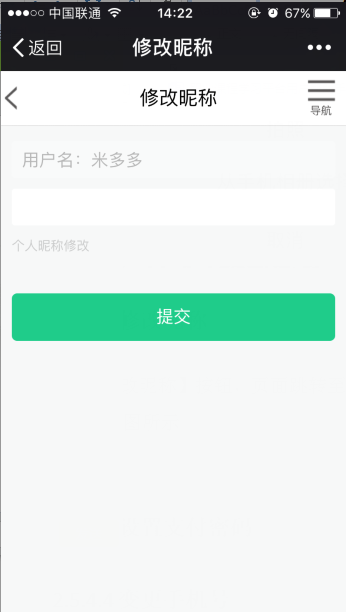 中国联通 14:22 67%
返回 修改昵称
修改昵称 导航
用户名：米多多
个人昵称修改
提交